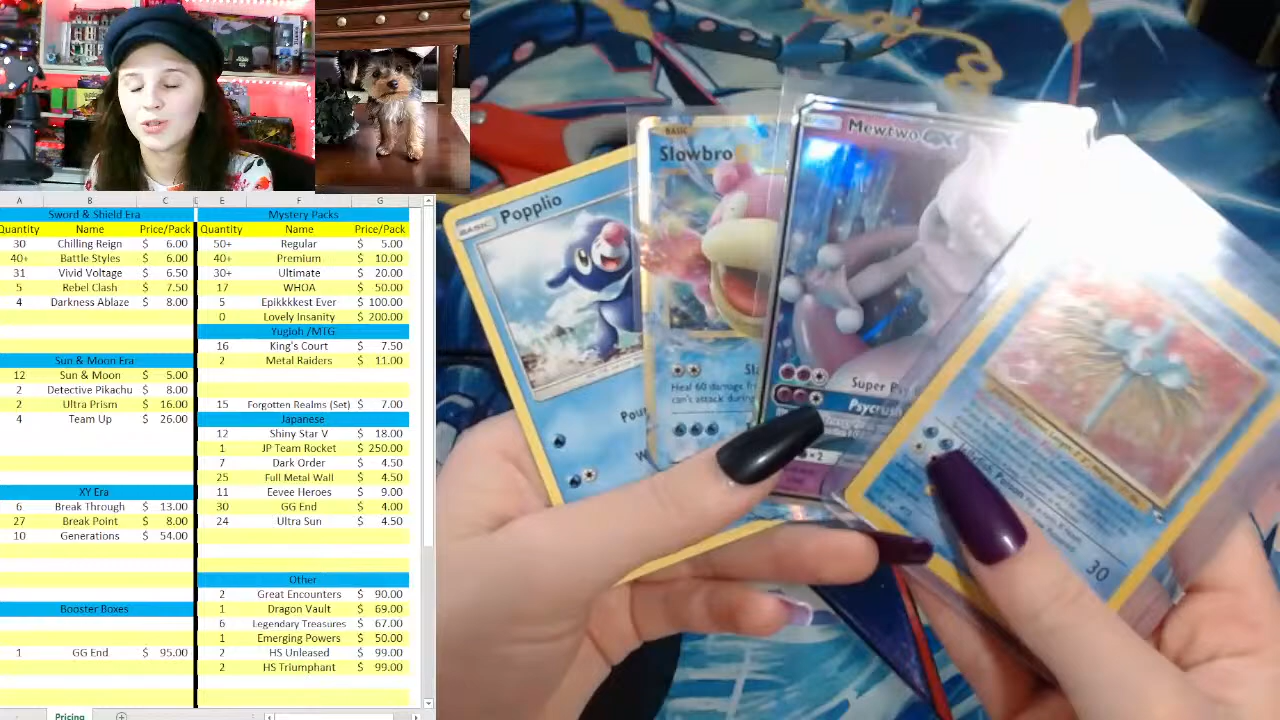 A B C E F G
Sword & Shield Era
Quantity Name Price/Pack
30 Chilling Reign $ 6.00
40+ Battle Styles $ 6.00
31 Vivid Voltage $ 6.50
5 Rebel Clash $ 7.50
4 Darkness Ablaze $ 8.00
Sun & Moon Era
12 Sun & Moon $ 5.00
2 Detective Pikachu $ 8.00
2 Ultra Prism $ 16.00
4 Team Up $ 26.00
XY Era
6 Break Through $ 13.00
27 Break Point $ 8.00
10 Generations $ 54.00
Booster Boxes
1 GG End $ 95.00
Mystery Packs
Quantity Name Price/Pack
50+ Regular $ 5.00
40+ Premium $ 10.00
30+ Ultimate $ 20.00
17 WHOA $ 50.00
5 Epikkkkest Ever $ 100.00
0 Lovely Insanity $ 200.00
Yugioh /MTG
16 King's Court $ 7.50
2 Metal Raiders $ 11.00
15 Forgotten Realms (Set) $ 7.00
Japanese
12 Shiny Star V $ 18.00
1 JP Team Rocket $ 250.00
7 Dark Order $ 4.50
25 Full Metal Wall $ 4.50
11 Eevee Heroes $ 9.00
30 GG End $ 4.00
24 Ultra Sun $ 4.50
Other
2 Great Encounters $ 90.00
1 Dragon Vault $ 69.00
6 Legendary Treasures $ 67.00
1 Emerging Powers $ 50.00
2 HS Unleased $ 99.00
2 HS Triumphant $ 99.00
Pricing
BASIC Popplio
BASIC
Slowbro
Heal 60 damage
can't attack during
Mewtwo GX
Super
Psycrush
× 2
30